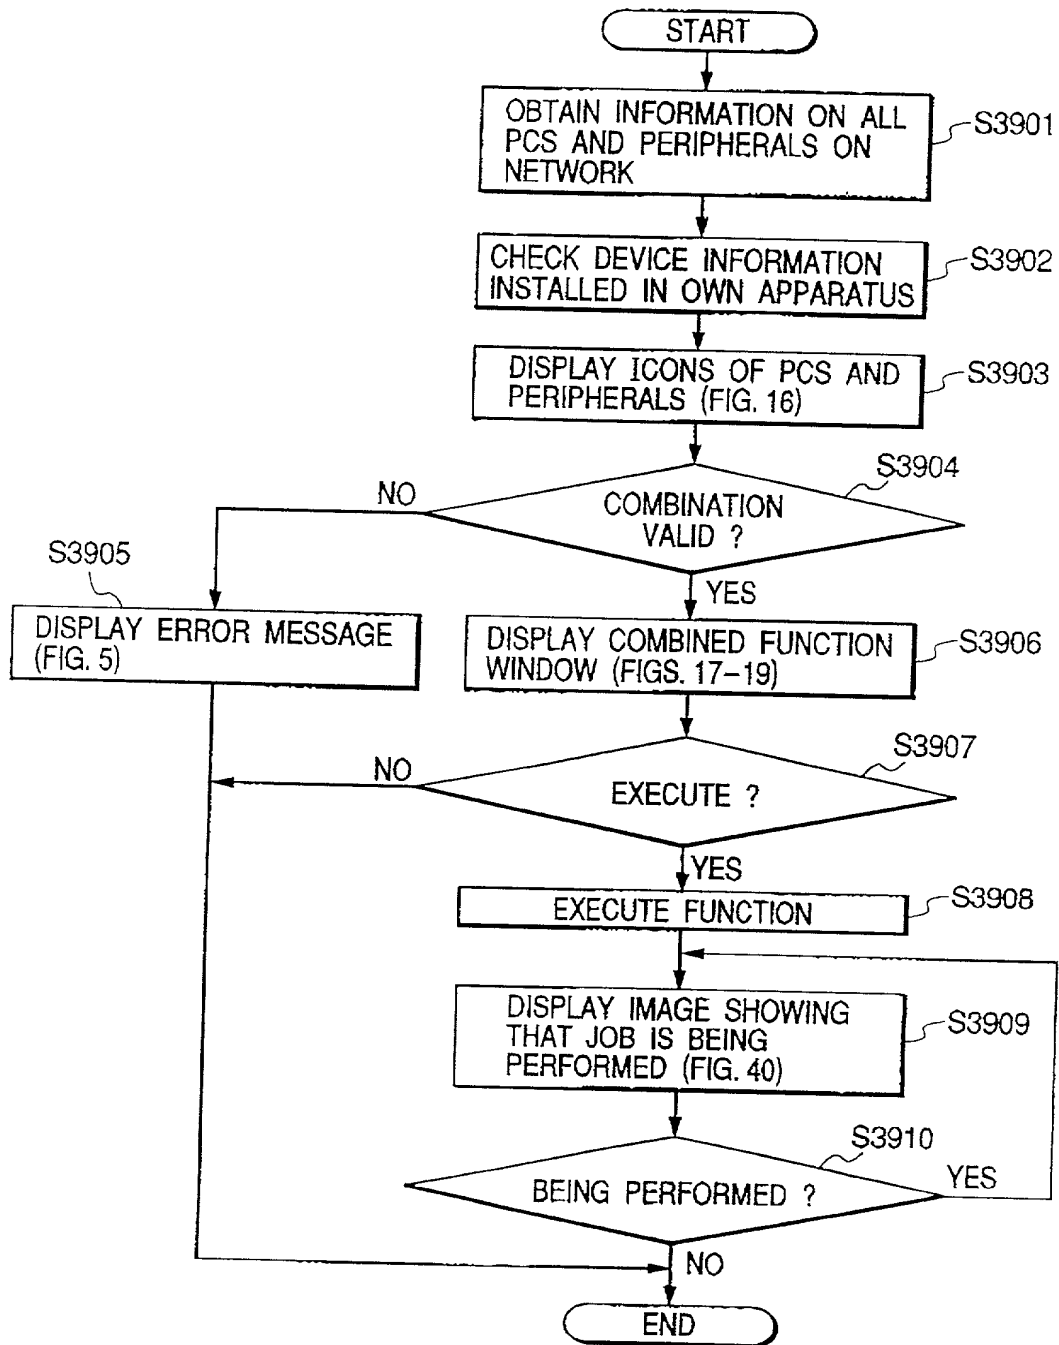 START
OBTAIN INFORMATION ON ALL
PCS AND PERIPHERALS ON
NETWORK
S3901
CHECK DEVICE INFORMATION
INSTALLED IN OWN APPARATUS
S3902
DISPLAY ICONS OF PCS AND
PERIPHERALS (FIG. 16)
S3903
S3904
NO
COMBINATION
VALID ?
YES
S3905
DISPLAY ERROR MESSAGE
(FIG. 5)
DISPLAY COMBINED FUNCTION
WINDOW (FIGS. 17-19)
S3906
S3907
NO
EXECUTE ?
YES
EXECUTE FUNCTION
S3908
DISPLAY IMAGE SHOWING
THAT JOB IS BEING
PERFORMED (FIG. 40)
S3909
S3910
BEING PERFORMED ?
YES
NO
END